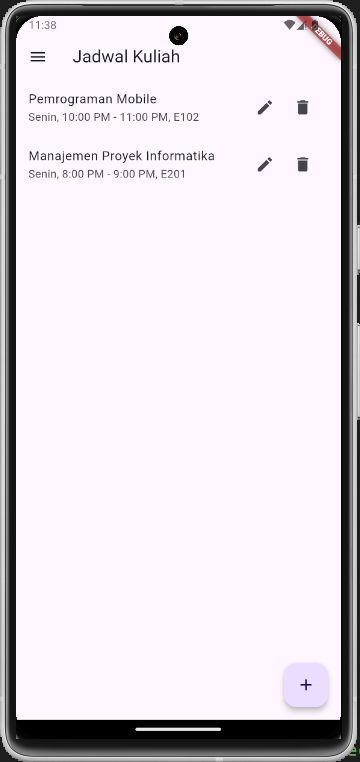 11:38
DEBUG
Jadwal Kuliah
Pemrograman Mobile
Senin, 10:00 PM - 11:00 PM, E102
Manajemen Proyek Informatika
Senin, 8:00 PM - 9:00 PM, E201
+